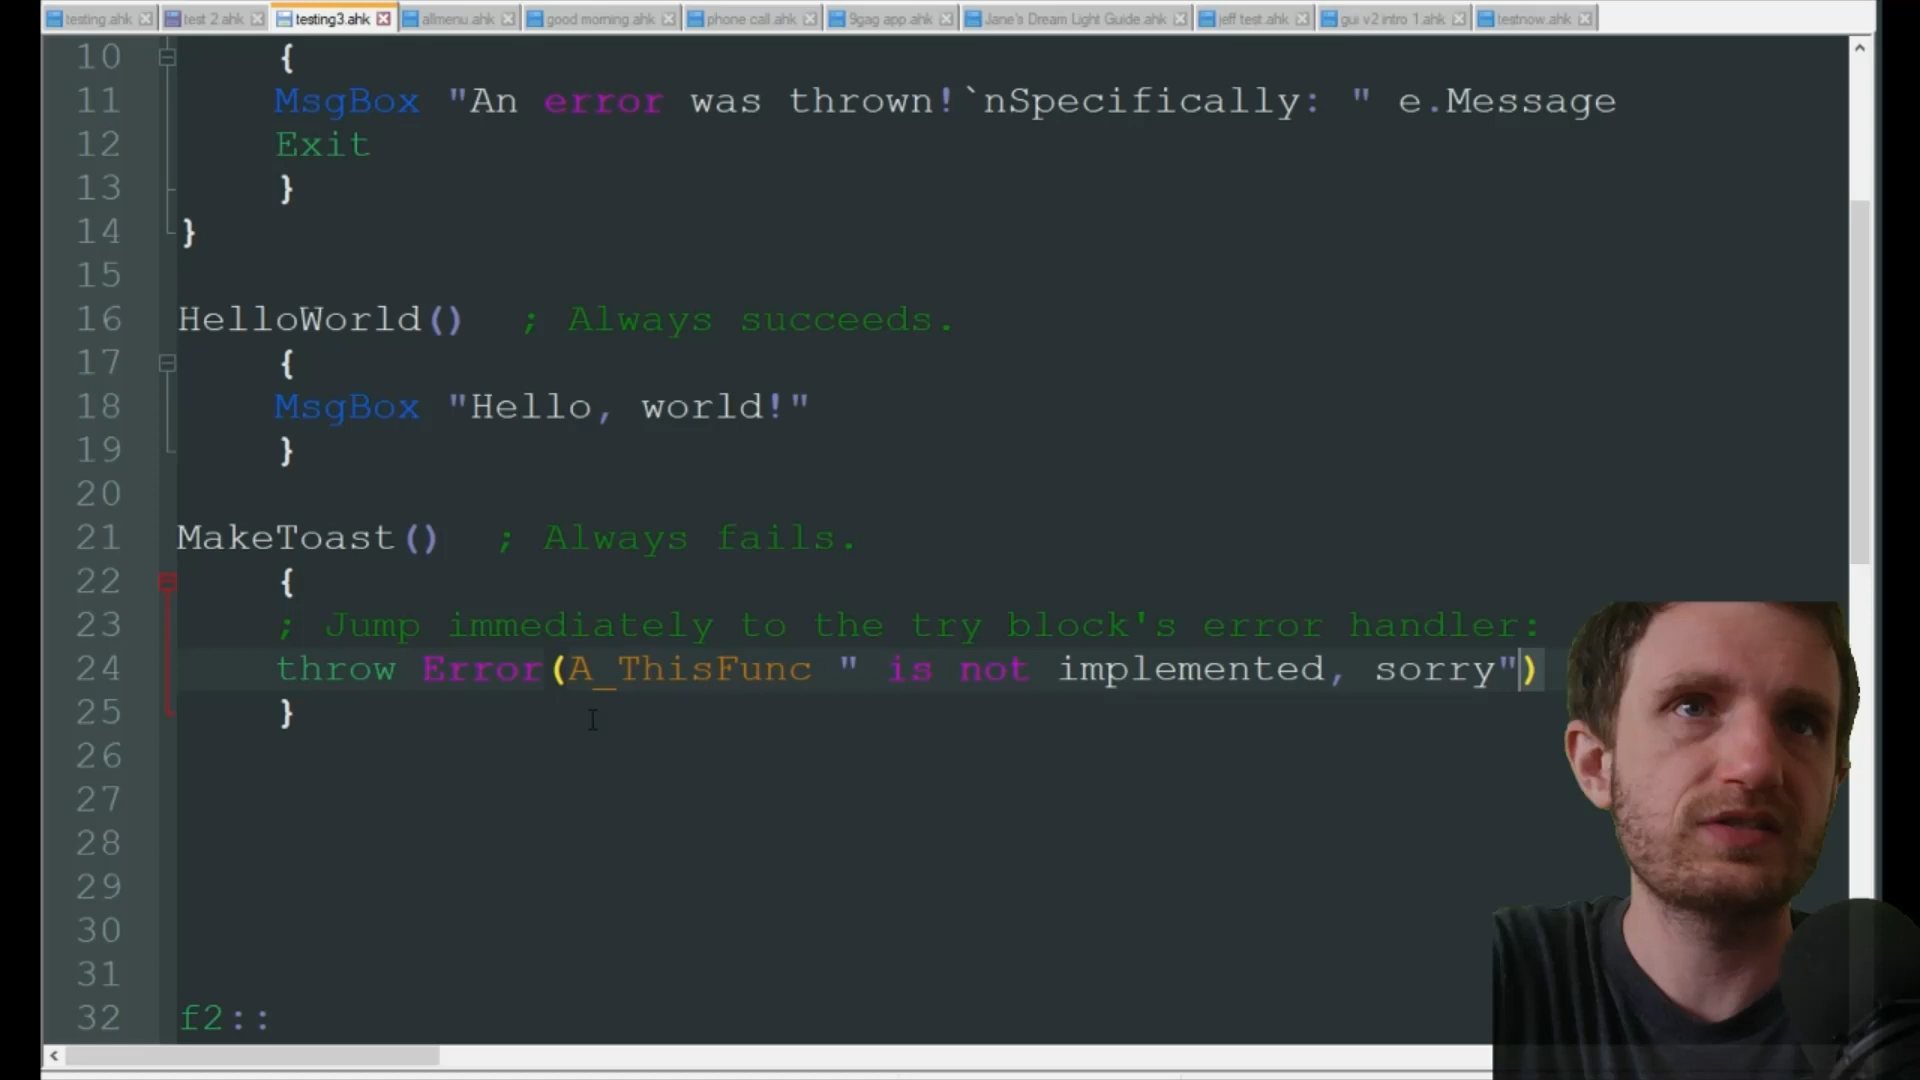 testing.ahk test 2.ahk testing3.ahk allmenu.ahk good morning.ahk phone call.ahk 9gag app.ahk Jane's Dream Light Guide.ahk jeff test.ahk gui v2 intro 1.ahk testnow.ahk
10 {
11 MsgBox "An error was thrown!`nSpecifically: " e.Message
12 Exit
13 }
14 }
15
16 HelloWorld() ; Always succeeds.
17 {
18 MsgBox "Hello, world!"
19 }
20
21 MakeToast() ; Always fails.
22 {
23 ; Jump immediately to the try block's error handler:
24 throw Error(A_ThisFunc " is not implemented, sorry")
25 }
26
27
28
29
30
31
32 f2::